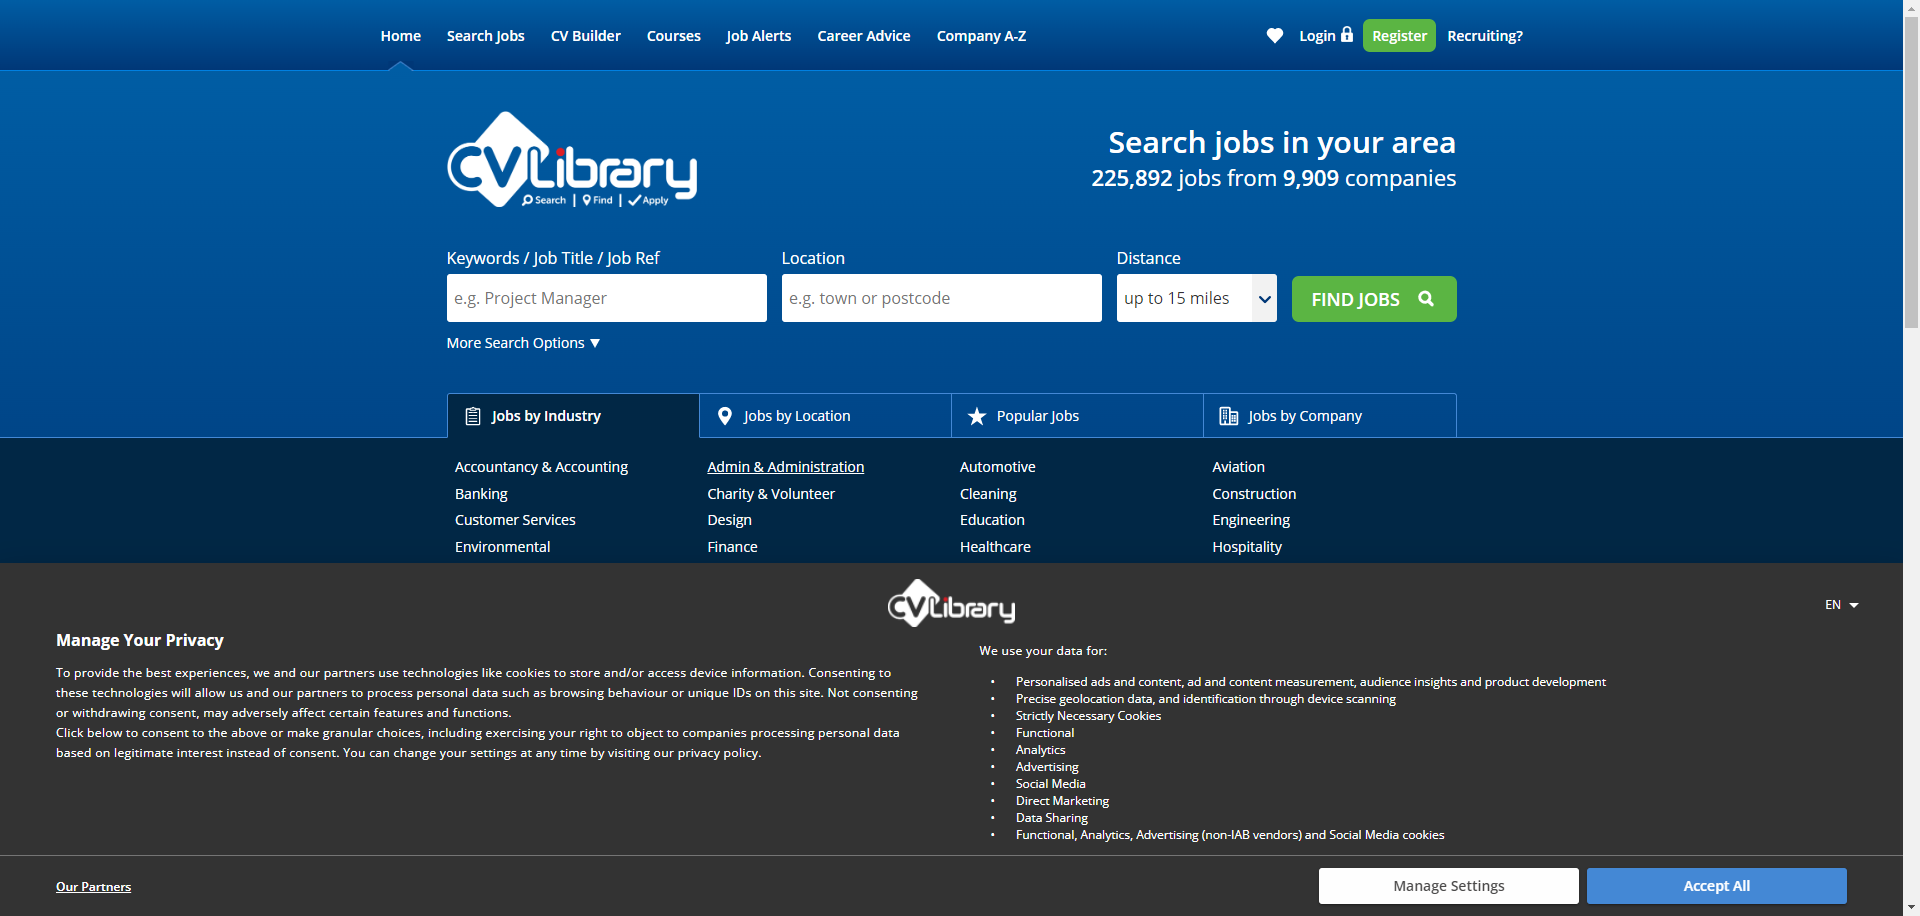 Home Search Jobs CV Builder Courses Job Alerts Career Advice Company A-Z Login Register Recruiting?
CV Library
Search | Find | Apply
Search jobs in your area
225,892 jobs from 9,909 companies
Keywords / Job Title / Job Ref Location Distance
e.g. Project Manager e.g. town or postcode up to 15 miles FIND JOBS
More Search Options
Jobs by Industry Jobs by Location Popular Jobs Jobs by Company
Accountancy & Accounting Admin & Administration Automotive Aviation
Banking Charity & Volunteer Cleaning Construction
Customer Services Design Education Engineering
Environmental Finance Healthcare Hospitality
CV Library
EN
Manage Your Privacy
To provide the best experiences, we and our partners use technologies like cookies to store and/or access device information. Consenting to
these technologies will allow us and our partners to process personal data such as browsing behaviour or unique IDs on this site. Not consenting
or withdrawing consent, may adversely affect certain features and functions.
Click below to consent to the above or make granular choices, including exercising your right to object to companies processing personal data
based on legitimate interest instead of consent. You can change your settings at any time by visiting our privacy policy.
We use your data for:
• Personalised ads and content, ad and content measurement, audience insights and product development
• Precise geolocation data, and identification through device scanning
• Strictly Necessary Cookies
• Functional
• Analytics
• Advertising
• Social Media
• Direct Marketing
• Data Sharing
• Functional, Analytics, Advertising (non-IAB vendors) and Social Media cookies
Our Partners Manage Settings Accept All